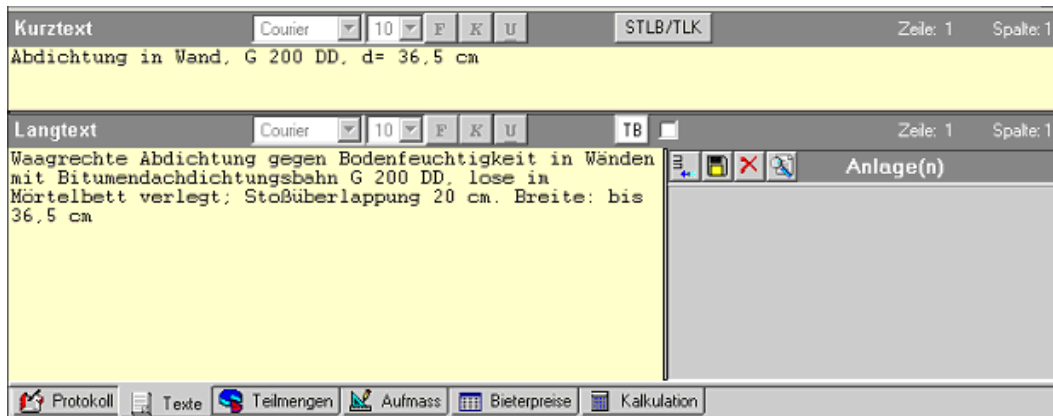 Kurztext Courier 10 F K U STLB/TLK Zeile: 1 Spalte: 1
Abdichtung in Wand, G 200 DD, d= 36,5 cm
Langtext Courier 10 F K U TB Zeile: 1 Spalte: 1
Waagrechte Abdichtung gegen Bodenfeuchtigkeit in Wänden
mit Bitumendachdichtungsbahn G 200 DD, lose im
Mörtelbett verlegt; Stoßüberlappung 20 cm. Breite: bis
36,5 cm
Anlage(n)
Protokoll Texte Teilmengen Aufmass Bieterpreise Kalkulation